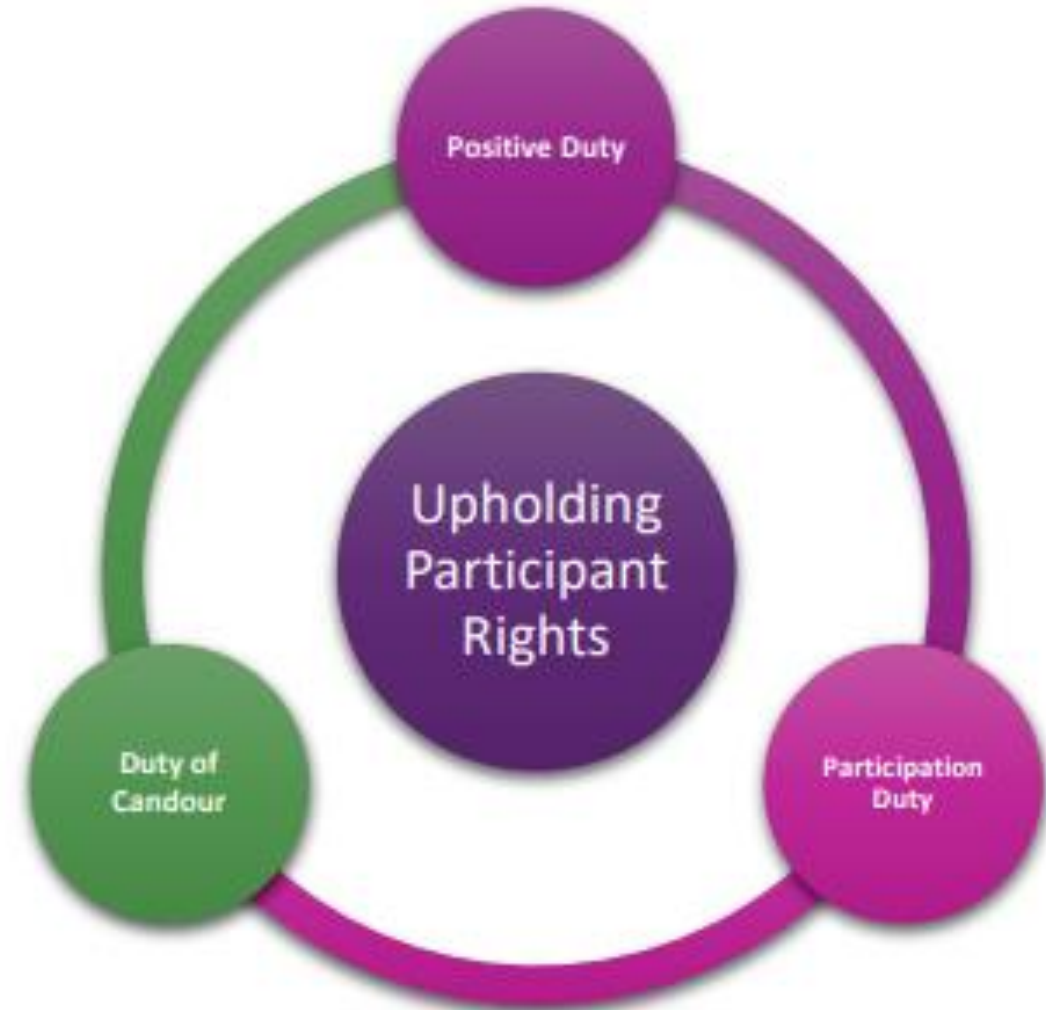 Positive Duty
Upholding
Participant
Rights
Duty of
Candour
Participation
Duty